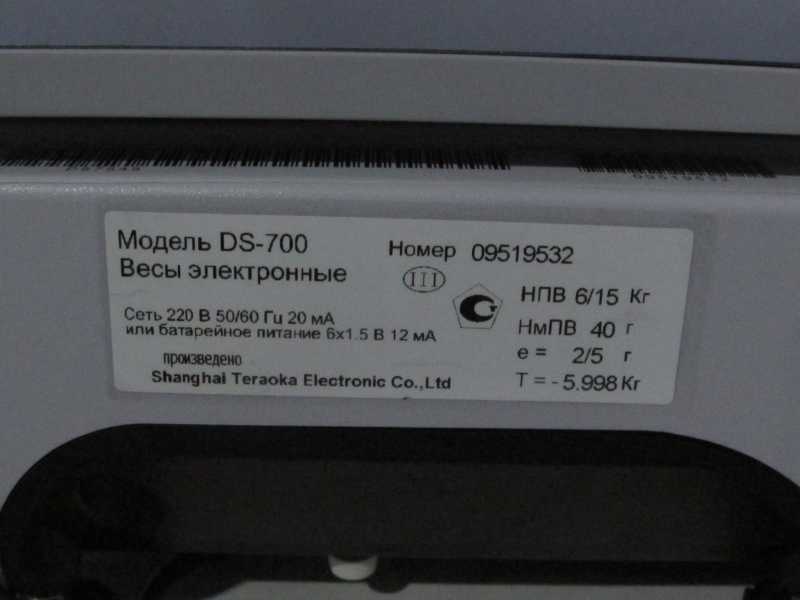 Модель DS-700
Весы электронные
Сеть 220 В 50/60 Гц 20 мА
или батарейное питание 6x1.5 В 12 мА
произведено
Shanghai Teraoka Electronic Co.,Ltd
Номер 09519532
III
НПВ 6/15 Кг
НмПВ 40 г
е = 2/5 г
Т = - 5.998 Кг